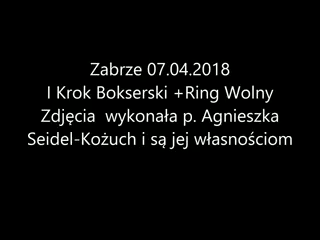 Zabrze 07.04.2018
I Krok Bokserski +Ring Wolny
Zdjęcia  wykonała p. Agnieszka
Seidel-Kożuch i są jej własnościom